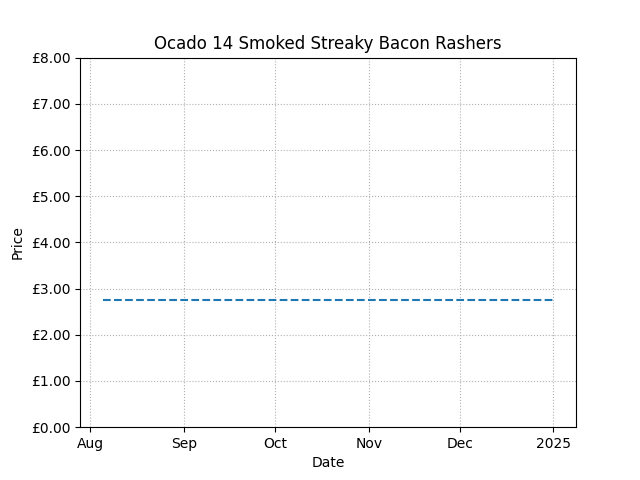 Ocado 14 Smoked Streaky Bacon Rashers
£8.00
£7.00
£6.00
£5.00
£4.00
£3.00
£2.00
£1.00
£0.00
Price
Aug Sep Oct Nov Dec 2025
Date